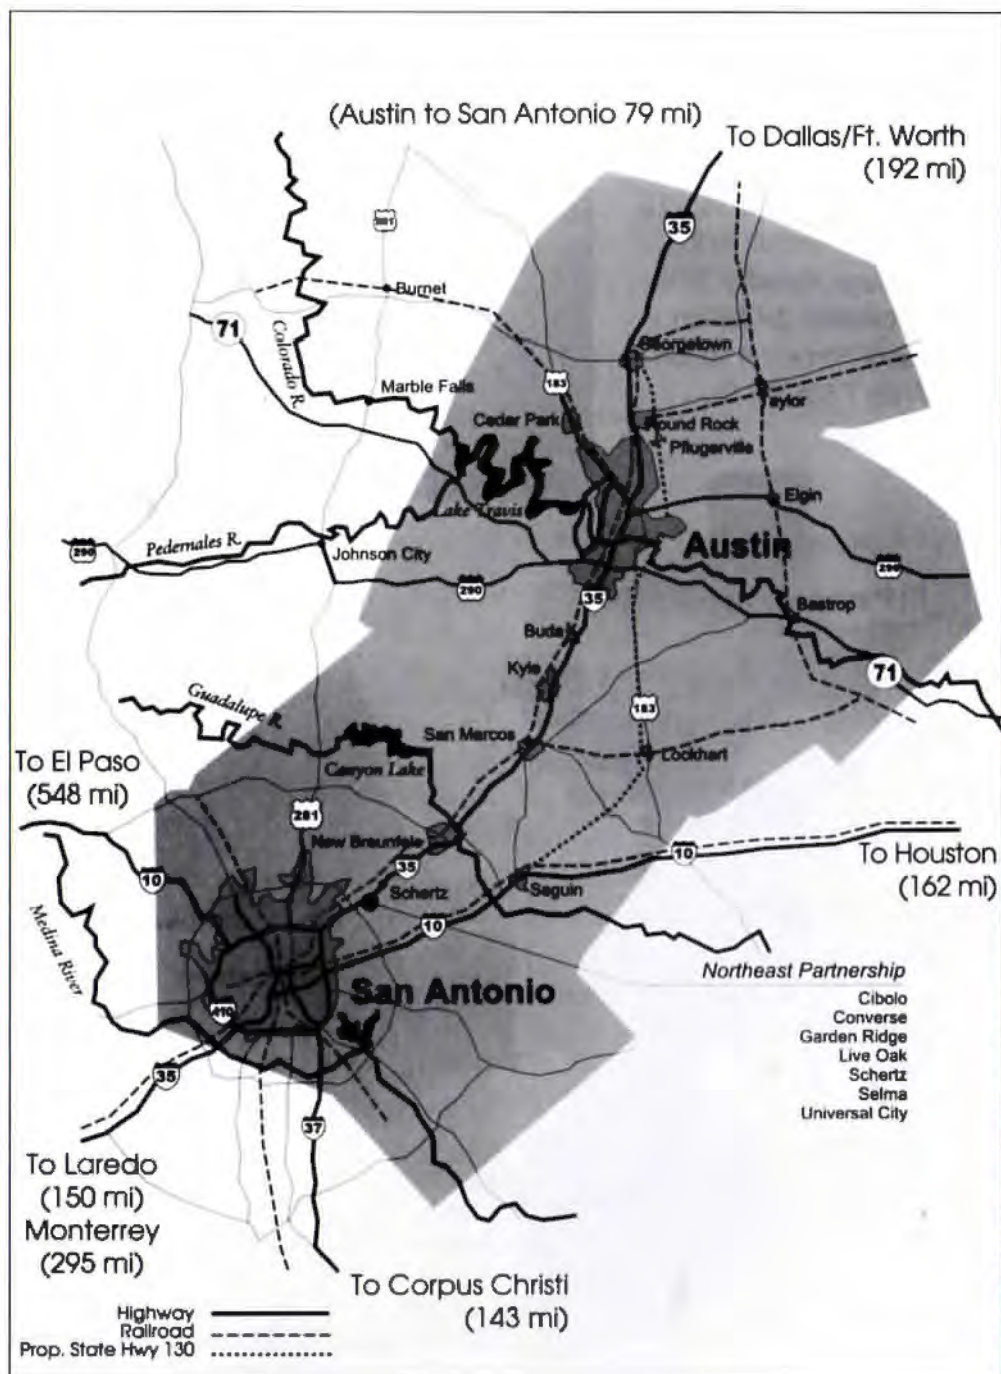 (Austin to San Antonio 79 mi)
To Dallas/Ft. Worth
(192 mi)
281
35
Burnet
71
Colorado R.
Georgetown
183
Marble Falls
Cedar Park
Round Rock
Pflugerville
Taylor
Elgin
Lake Travis
290
Pedernales R.
Johnson City
Austin
290
290
35
Bastrop
Buda
Kyle
71
Guadalupe R.
183
San Marcos
Lockhart
Canyon Lake
To El Paso
(548 mi)
281
New Braunfels
35
10
To Houston
(162 mi)
10
Schertz
Seguin
10
Medina River
Northeast Partnership
San Antonio
Cibolo
Converse
Garden Ridge
Live Oak
Schertz
Selma
Universal City
410
35
37
To Laredo
(150 mi)
Monterrey
(295 mi)
To Corpus Christi
(143 mi)
Highway
Railroad
Prop. State Hwy 130